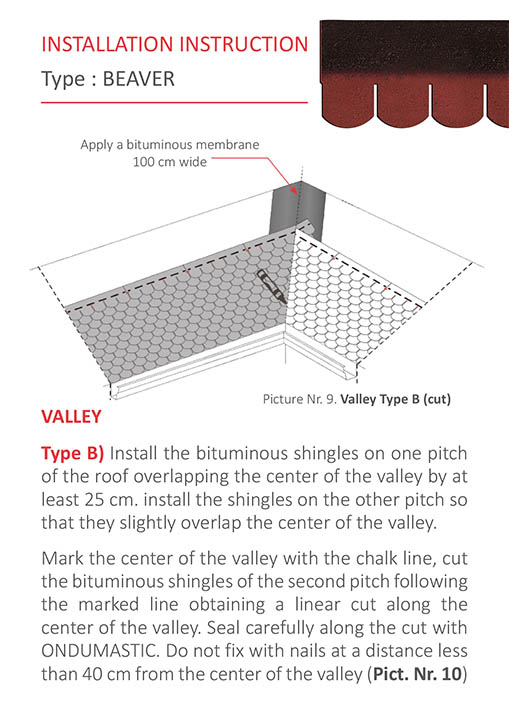 INSTALLATION INSTRUCTION
Type : BEAVER
Apply a bituminous membrane
100 cm wide
Picture Nr. 9. Valley Type B (cut)
VALLEY
Type B) Install the bituminous shingles on one pitch
of the roof overlapping the center of the valley by at
least 25 cm. install the shingles on the other pitch so
that they slightly overlap the center of the valley.
Mark the center of the valley with the chalk line, cut
the bituminous shingles of the second pitch following
the marked line obtaining a linear cut along the
center of the valley. Seal carefully along the cut with
ONDUMASTIC. Do not fix with nails at a distance less
than 40 cm from the center of the valley (Pict. Nr. 10)